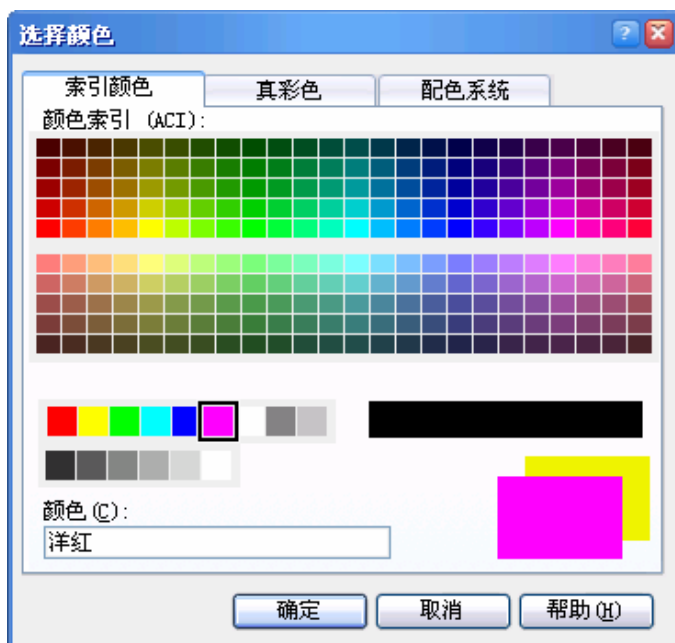 选择颜色
索引颜色 真彩色 配色系统
颜色索引 (ACI):
颜色(C):
洋红
确定 取消 帮助(H)